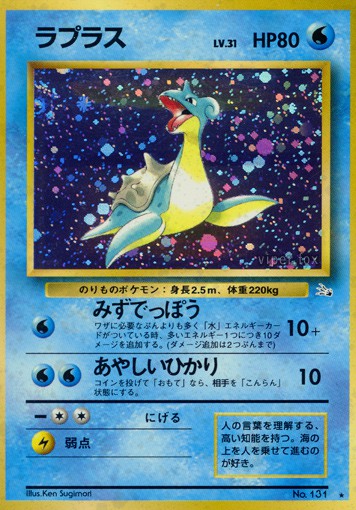 ラプラス LV.31 HP80
vipertox
のりものポケモン：身長2.5m、体重220kg
みずでっぽう 10+
ワザに必要なぶんよりも多く「水」エネルギーカー
ドがついている時、多いエネルギー1つにつき10ダ
メージを追加する。(ダメージ追加は2つぶんまで)
あやしいひかり 10
コインを投げて「おもて」なら、相手を「こんらん」
状態にする。
にげる
弱点
人の言葉を理解する、
高い知能を持つ。海の
上を人を乗せて進むの
が好き。
illus.Ken Sugimori
No. 131